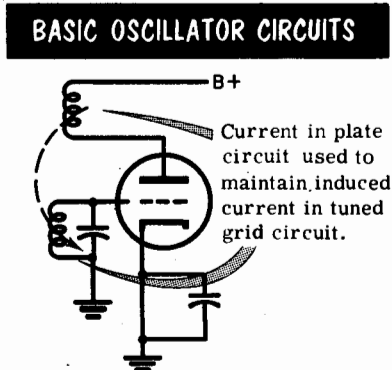 BASIC OSCILLATOR CIRCUITS
B+
Current in plate
circuit used to
maintain induced
current in tuned
grid circuit.